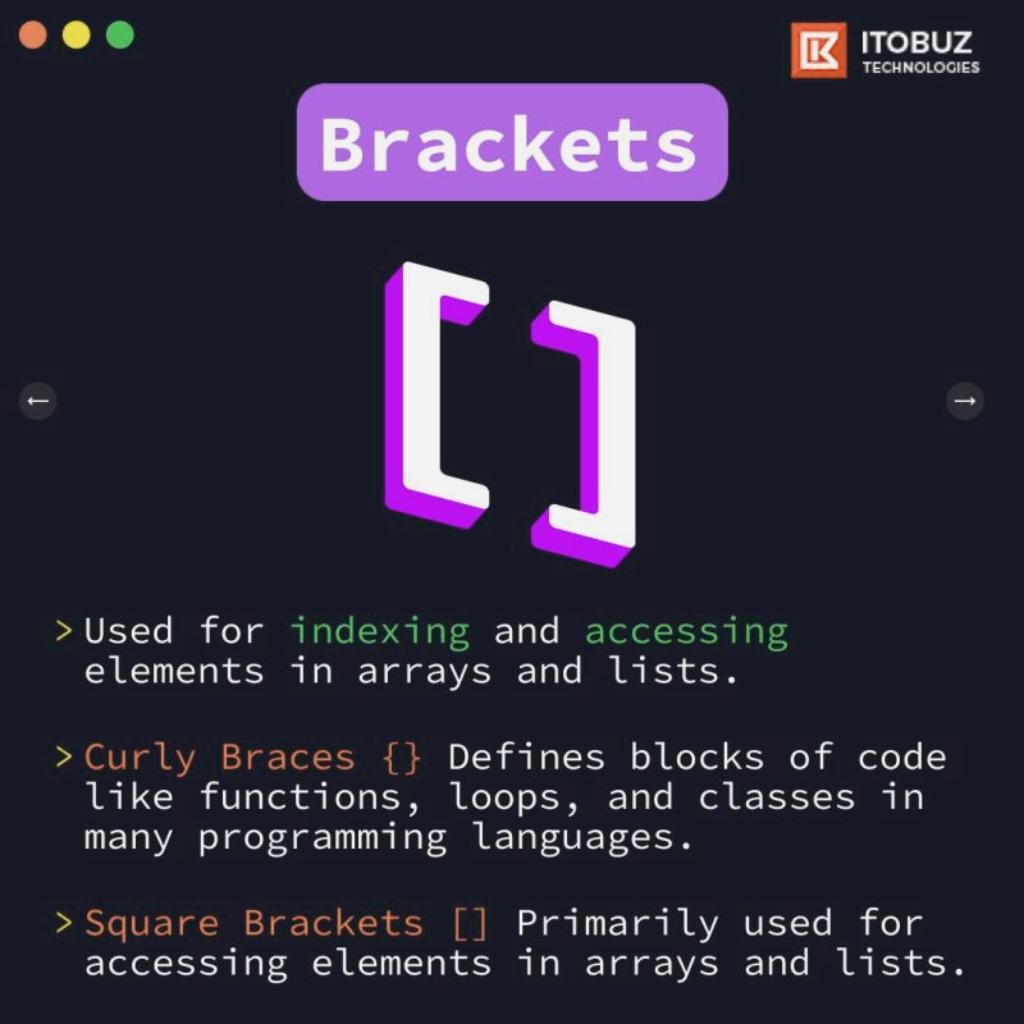 ITOBUZ
TECHNOLOGIES
Brackets
[ ]
← →
> Used for indexing and accessing
elements in arrays and lists.
> Curly Braces {} Defines blocks of code
like functions, loops, and classes in
many programming languages.
> Square Brackets [] Primarily used for
accessing elements in arrays and lists.